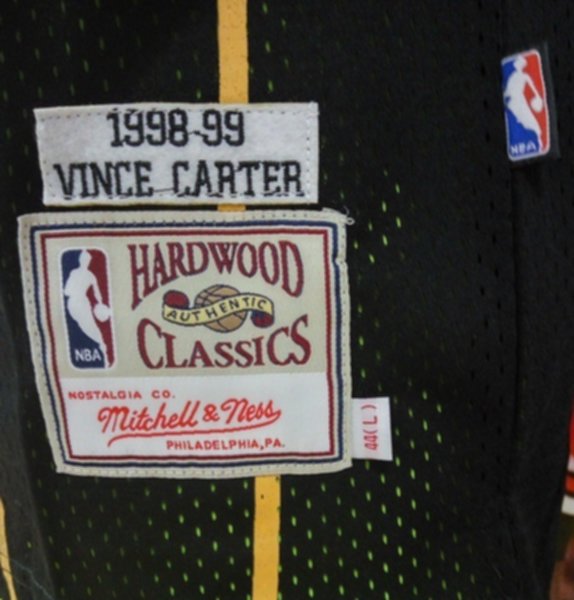 1998-99
VINCE CARTER
NBA
HARDWOOD
AUTHENTIC
CLASSICS
NBA
NOSTALGIA CO.
Mitchell & Ness
PHILADELPHIA, PA.
44(L)